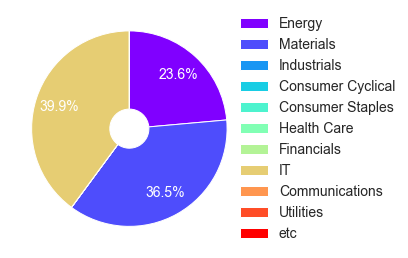 23.6%
39.9%
36.5%
Energy
Materials
Industrials
Consumer Cyclical
Consumer Staples
Health Care
Financials
IT
Communications
Utilities
etc